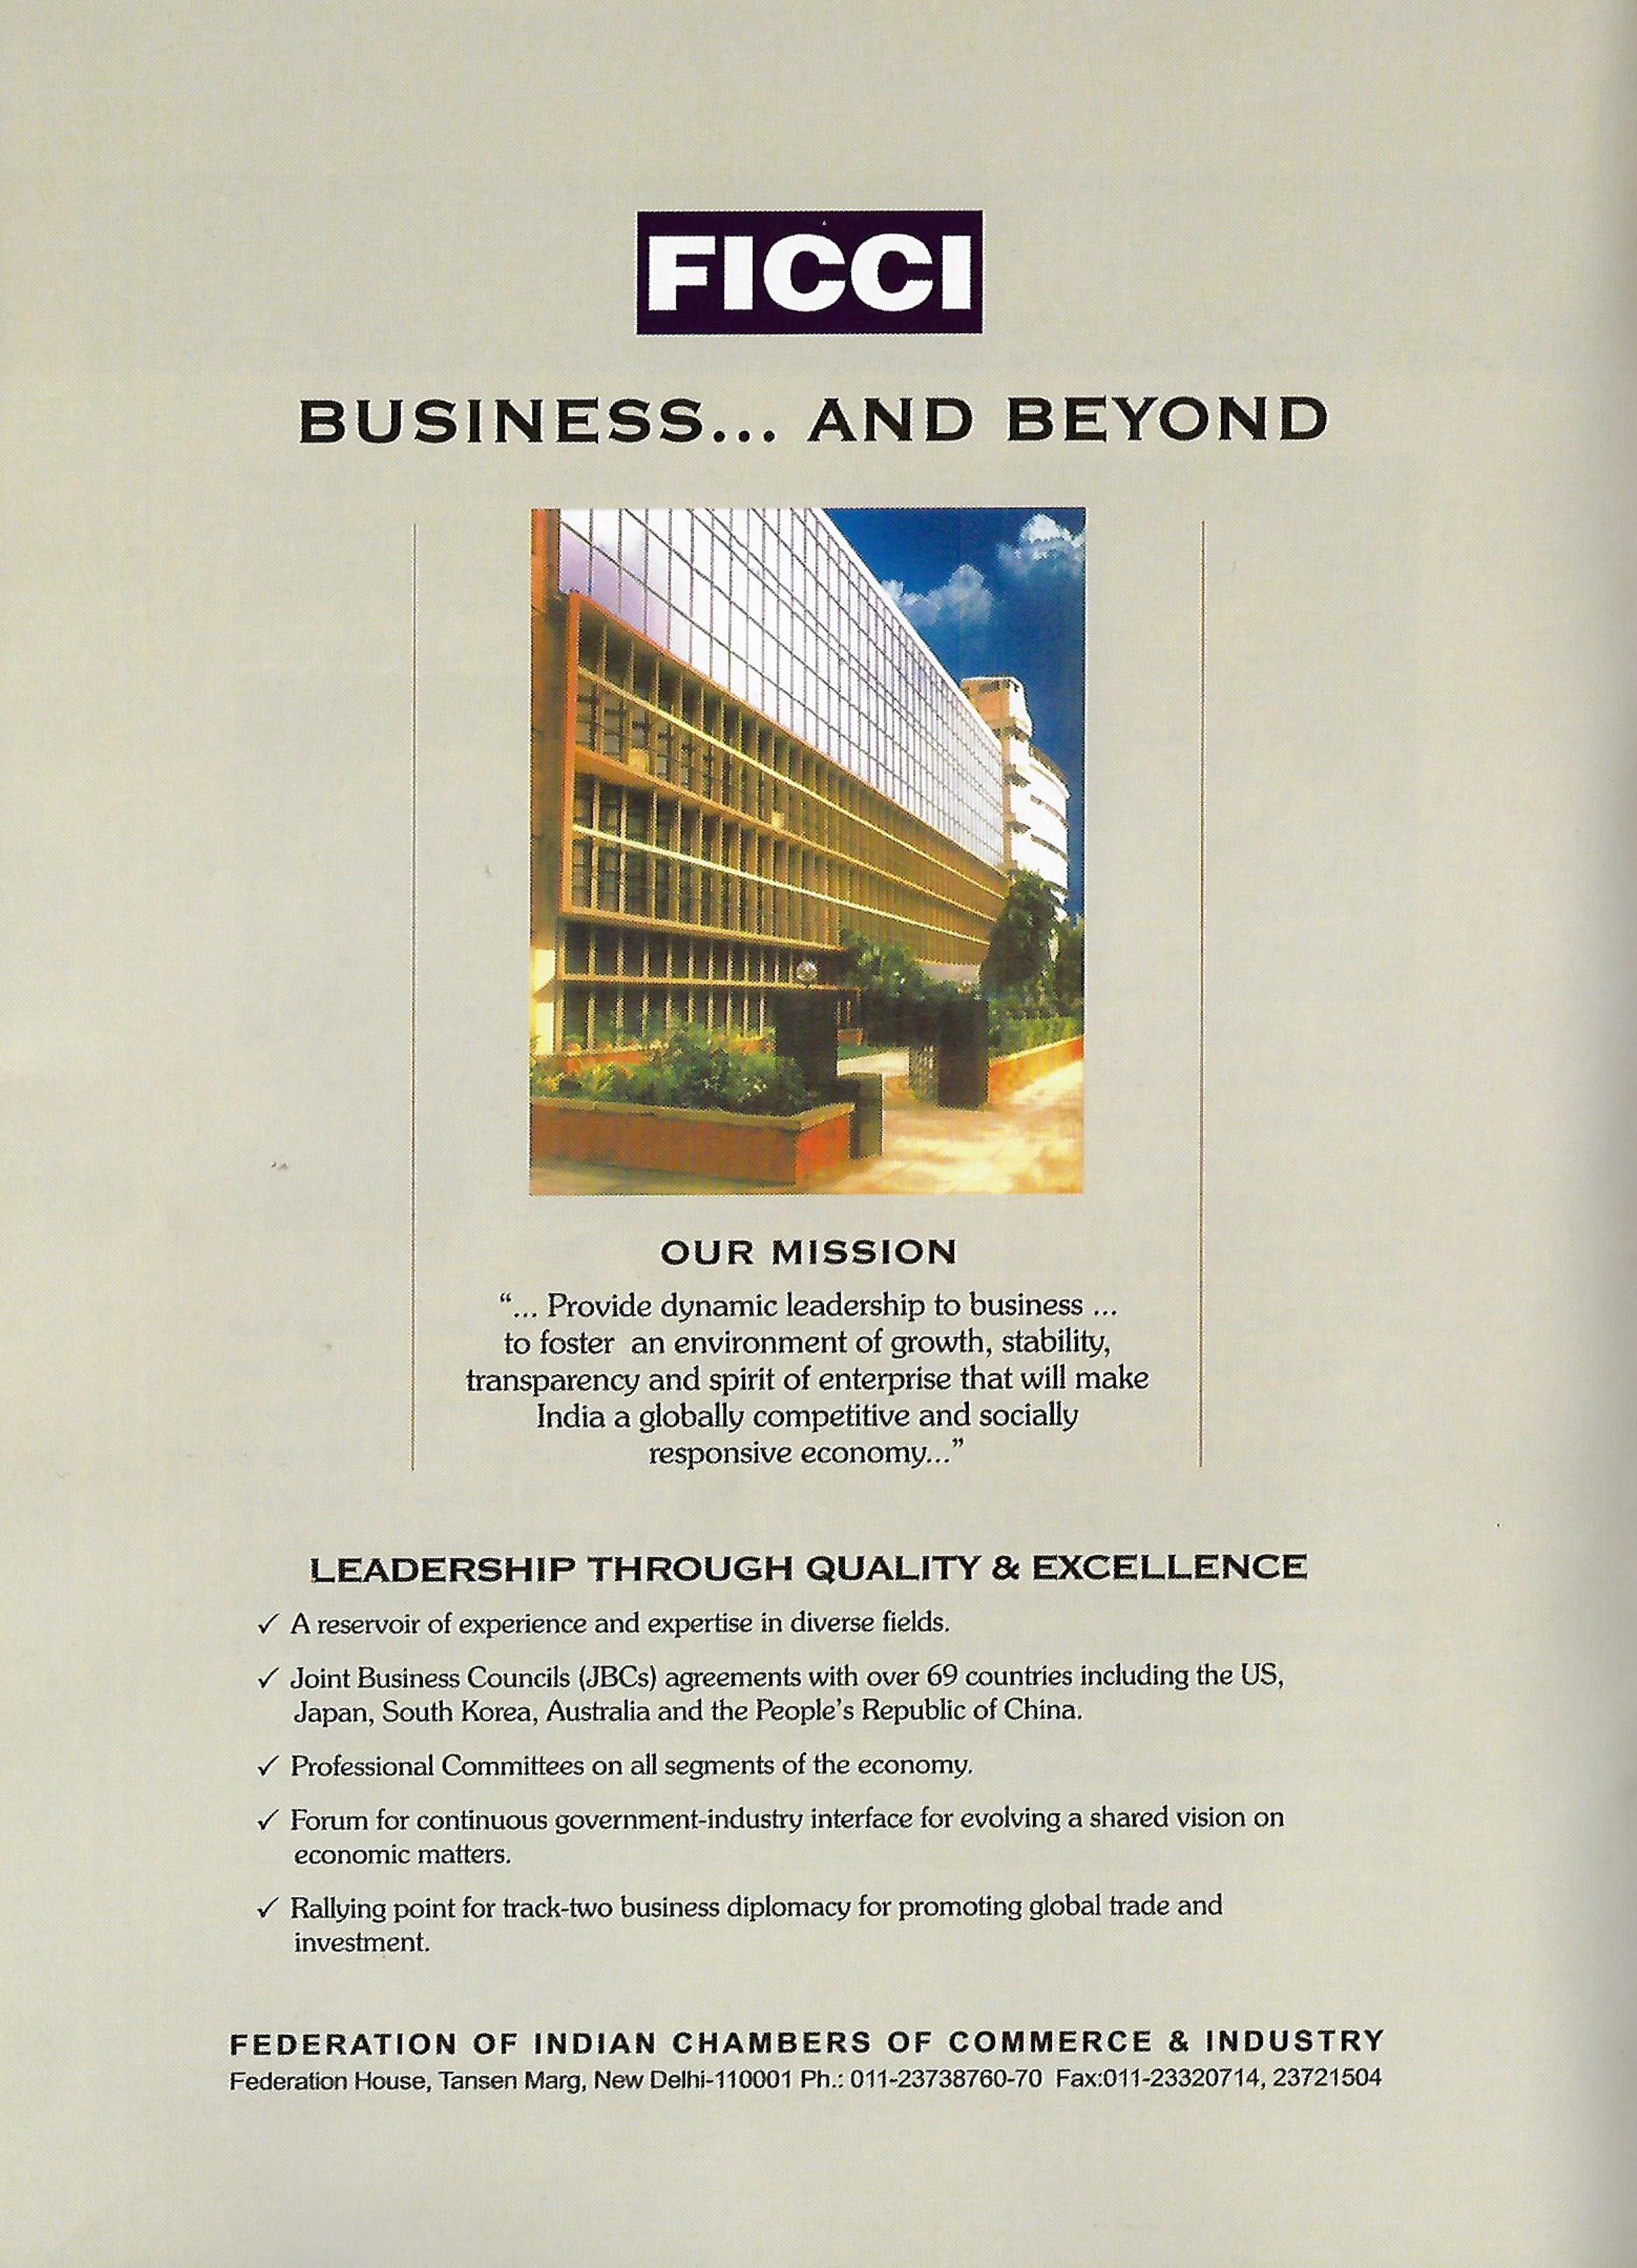 FICCI
BUSINESS... AND BEYOND
OUR MISSION
“... Provide dynamic leadership to business ...
to foster an environment of growth, stability,
transparency and spirit of enterprise that will make
India a globally competitive and socially
responsive economy...”
LEADERSHIP THROUGH QUALITY & EXCELLENCE
✓ A reservoir of experience and expertise in diverse fields.
✓ Joint Business Councils (JBCs) agreements with over 69 countries including the US,
Japan, South Korea, Australia and the People’s Republic of China.
✓ Professional Committees on all segments of the economy.
✓ Forum for continuous government-industry interface for evolving a shared vision on
economic matters.
✓ Rallying point for track-two business diplomacy for promoting global trade and
investment.
FEDERATION OF INDIAN CHAMBERS OF COMMERCE & INDUSTRY
Federation House, Tansen Marg, New Delhi-110001 Ph.: 011-23738760-70 Fax:011-23320714, 23721504